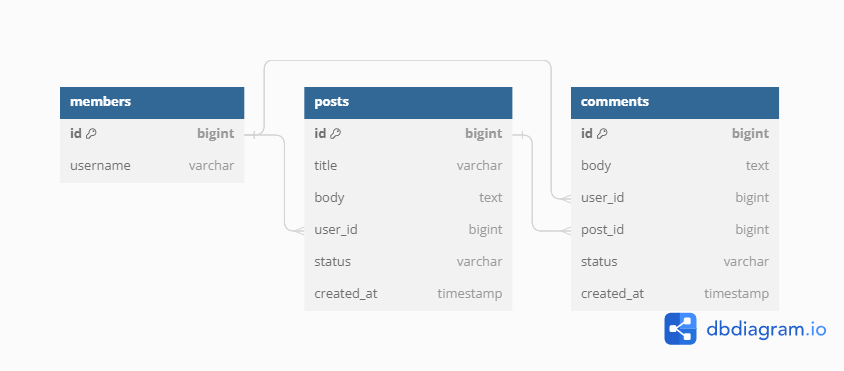 members
id bigint
username varchar
posts
id bigint
title varchar
body text
user_id bigint
status varchar
created_at timestamp
comments
id bigint
body text
user_id bigint
post_id bigint
status varchar
created_at timestamp
dbdiagram.io